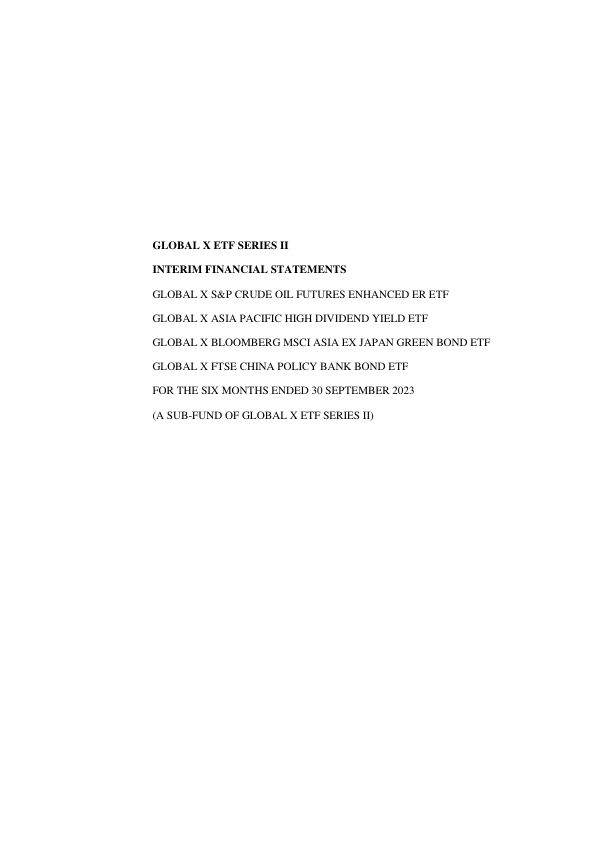 GLOBAL X ETF SERIES II
INTERIM FINANCIAL STATEMENTS
GLOBAL X S&P CRUDE OIL FUTURES ENHANCED ER ETF
GLOBAL X ASIA PACIFIC HIGH DIVIDEND YIELD ETF
GLOBAL X BLOOMBERG MSCI ASIA EX JAPAN GREEN BOND ETF
GLOBAL X FTSE CHINA POLICY BANK BOND ETF
FOR THE SIX MONTHS ENDED 30 SEPTEMBER 2023
(A SUB-FUND OF GLOBAL X ETF SERIES II)